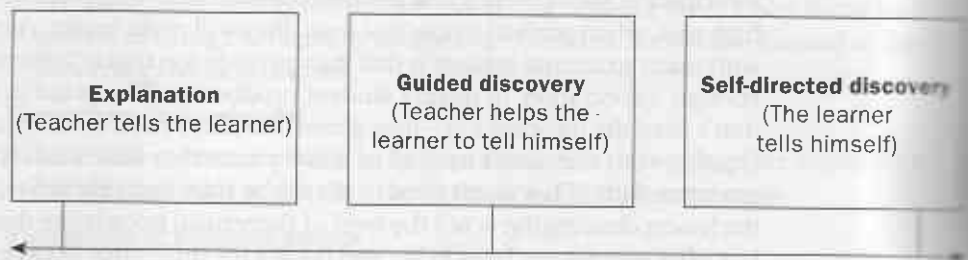 Explanation
(Teacher tells the learner)
Guided discovery
(Teacher helps the
learner to tell himself)
Self-directed discovery
(The learner
tells himself)